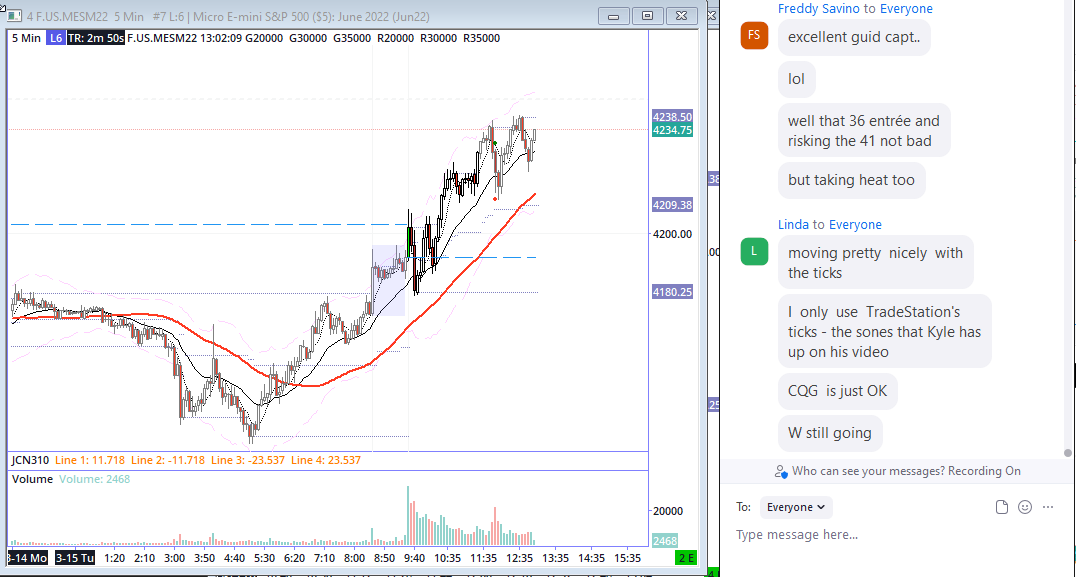 4 F.US.MESM22 5 Min #7 L:6 | Micro E-mini S&P 500 ($5): June 2022 (Jun22)
5 Min L6 TR: 2m 50s F.US.MESM22 13:02:09 G20000 G30000 G35000 R20000 R30000 R35000
4238.50
4234.75
4209.38
4200.00
4180.25
JCN310 Line 1: 11.718 Line 2: -11.718 Line 3: -23.537 Line 4: 23.537
Volume Volume: 2468
20000
2468
3-14 Mo 3-15 Tu 1:20 2:10 3:00 3:50 4:40 5:30 6:20 7:10 8:00 8:50 9:40 10:35 11:35 12:35 13:35 14:35 15:35 2 E
38
00
25
Freddy Savino to Everyone
FS
excellent guid capt..
lol
well that 36 entrée and
risking the 41 not bad
but taking heat too
Linda to Everyone
L
moving pretty nicely with
the ticks
I only use TradeStation's
ticks - the sones that Kyle has
up on his video
CQG is just OK
W still going
Who can see your messages? Recording On
To: Everyone
Type message here...